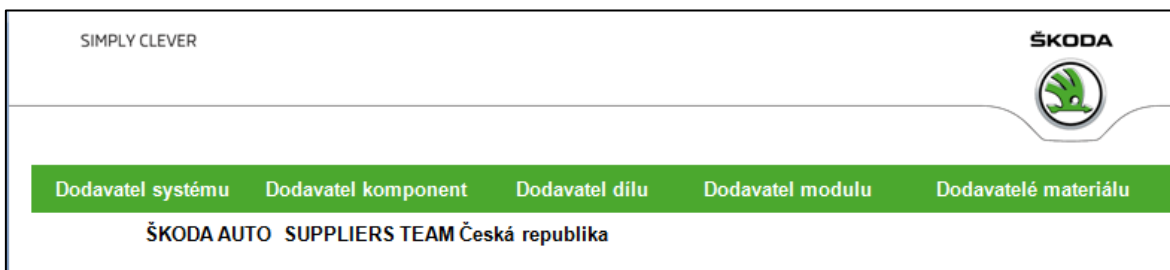 SIMPLY CLEVER
ŠKODA
Dodavatel systému Dodavatel komponent Dodavatel dílu Dodavatel modulu Dodavatelé materiálu
ŠKODA AUTO SUPPLIERS TEAM Česká republika